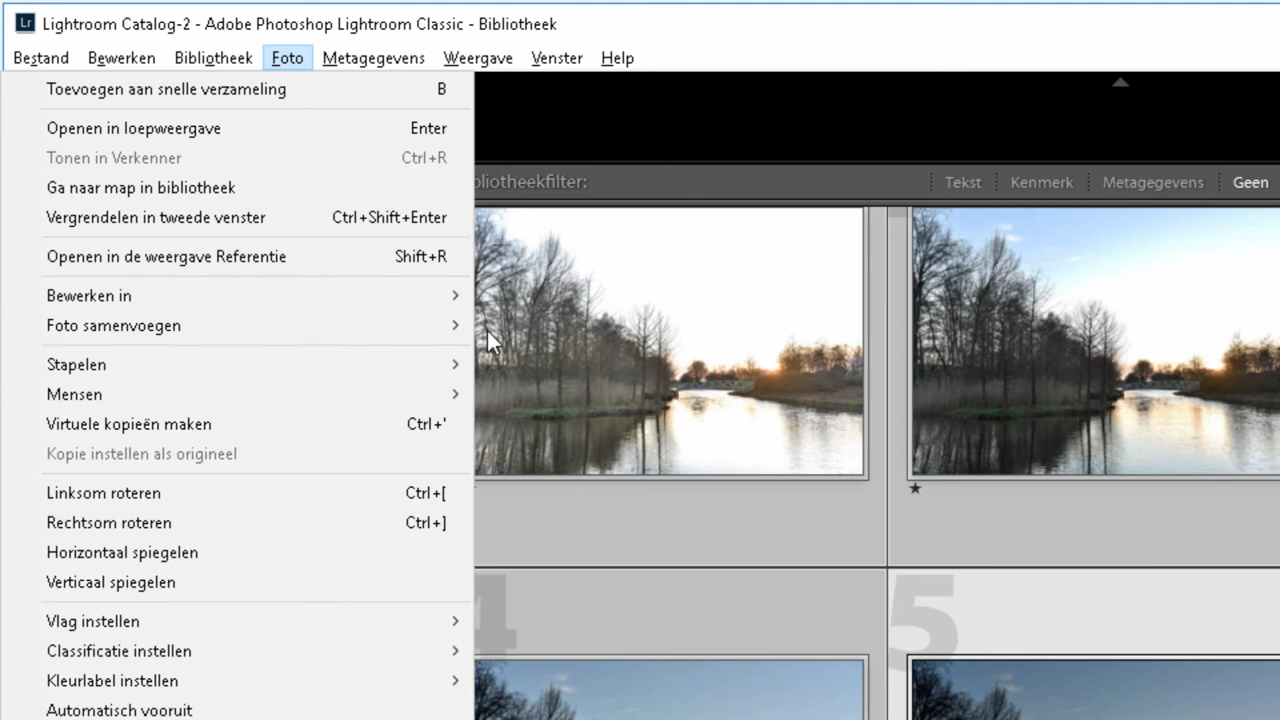 Lr Lightroom Catalog-2 - Adobe Photoshop Lightroom Classic - Bibliotheek
Bestand Bewerken Bibliotheek Foto Metagegevens Weergave Venster Help
Toevoegen aan snelle verzameling B
Openen in loepweergave Enter
Tonen in Verkenner Ctrl+R
Ga naar map in bibliotheek
Vergrendelen in tweede venster Ctrl+Shift+Enter
Openen in de weergave Referentie Shift+R
Bewerken in
Foto samenvoegen
Stapelen
Mensen
Virtuele kopieën maken Ctrl+'
Kopie instellen als origineel
Linksom roteren Ctrl+[
Rechtsom roteren Ctrl+]
Horizontaal spiegelen
Verticaal spiegelen
Vlag instellen
Classificatie instellen
Kleurlabel instellen
Automatisch vooruit
bliotheekfilter: Tekst Kenmerk Metagegevens Geen
4 5